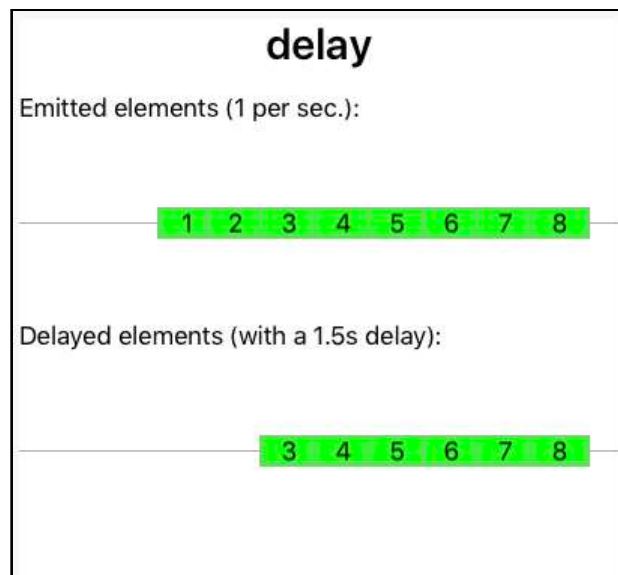 delay
Emitted elements (1 per sec.):
1 2 3 4 5 6 7 8
Delayed elements (with a 1.5s delay):
3 4 5 6 7 8